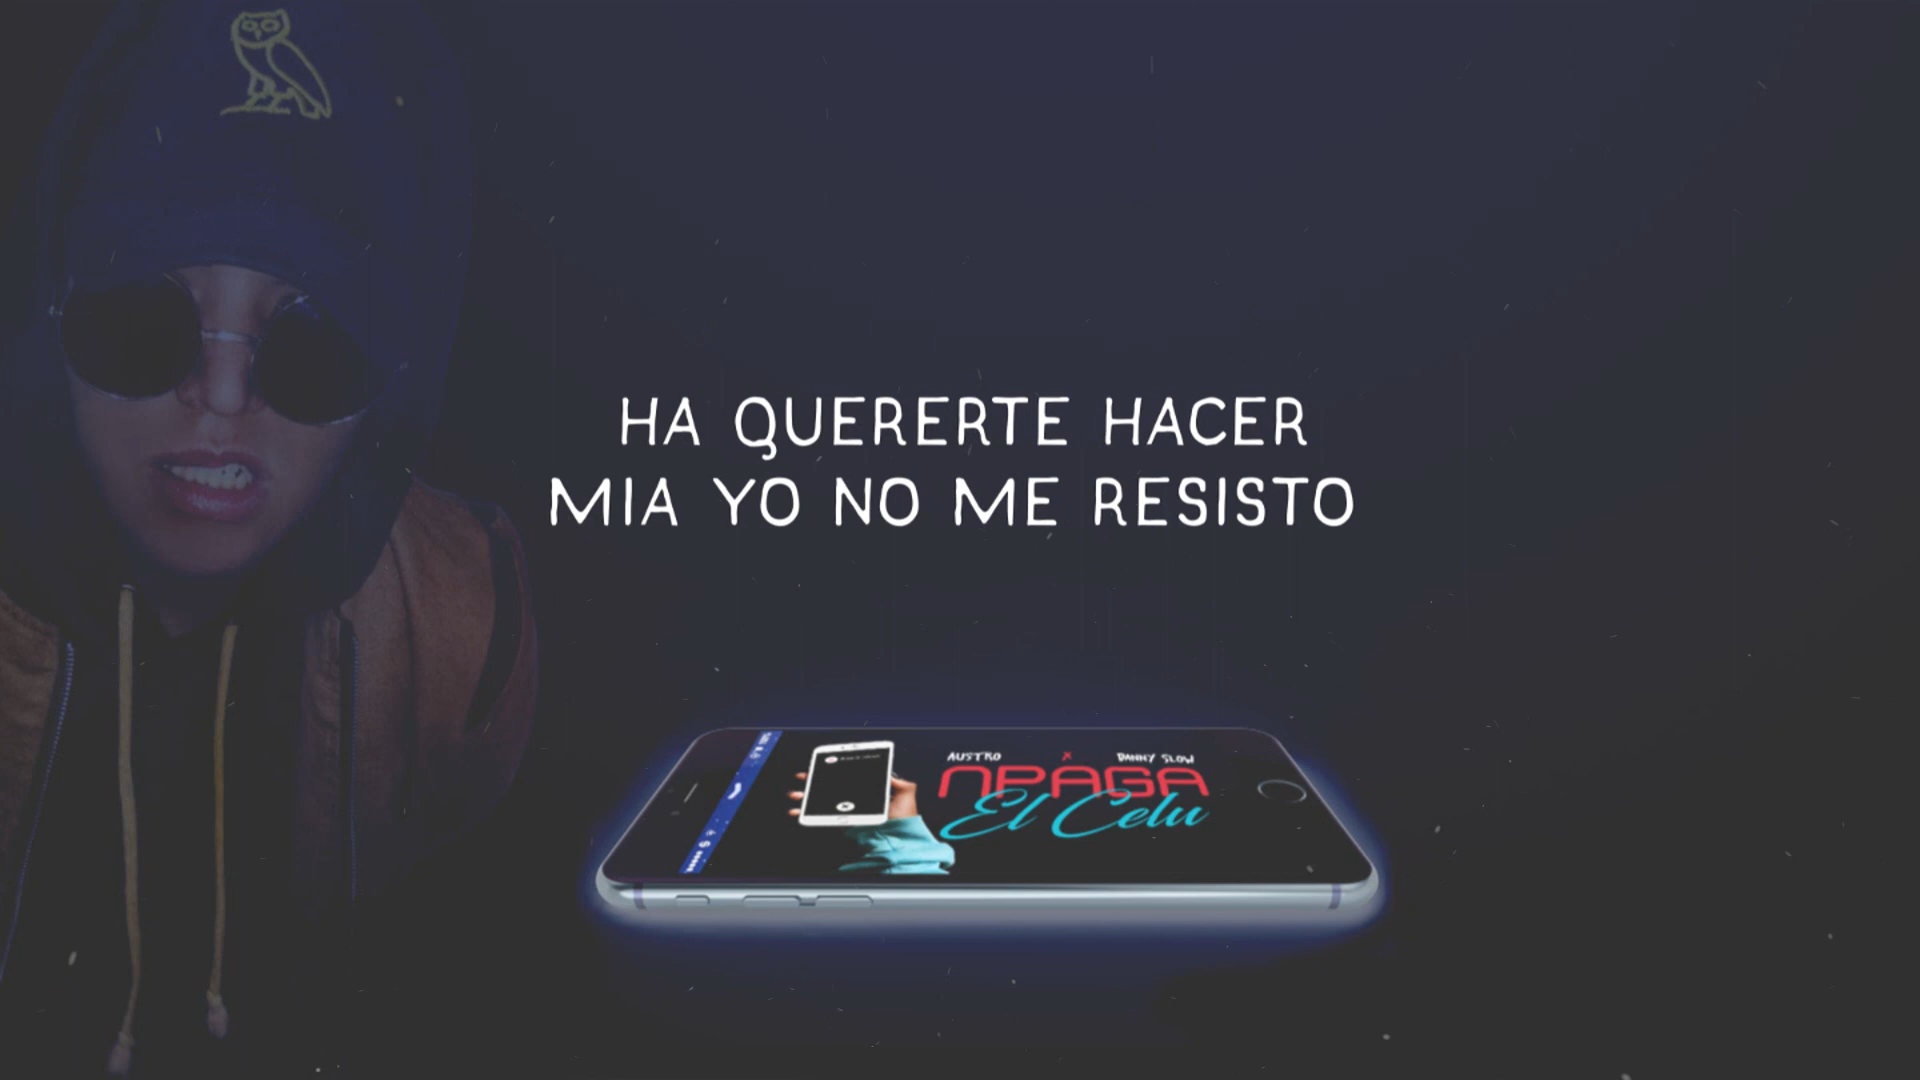 HA QUERERTE HACER
MIA YO NO ME RESISTO
AUSTRO X DANNY SLOW
APAGA
El Celu